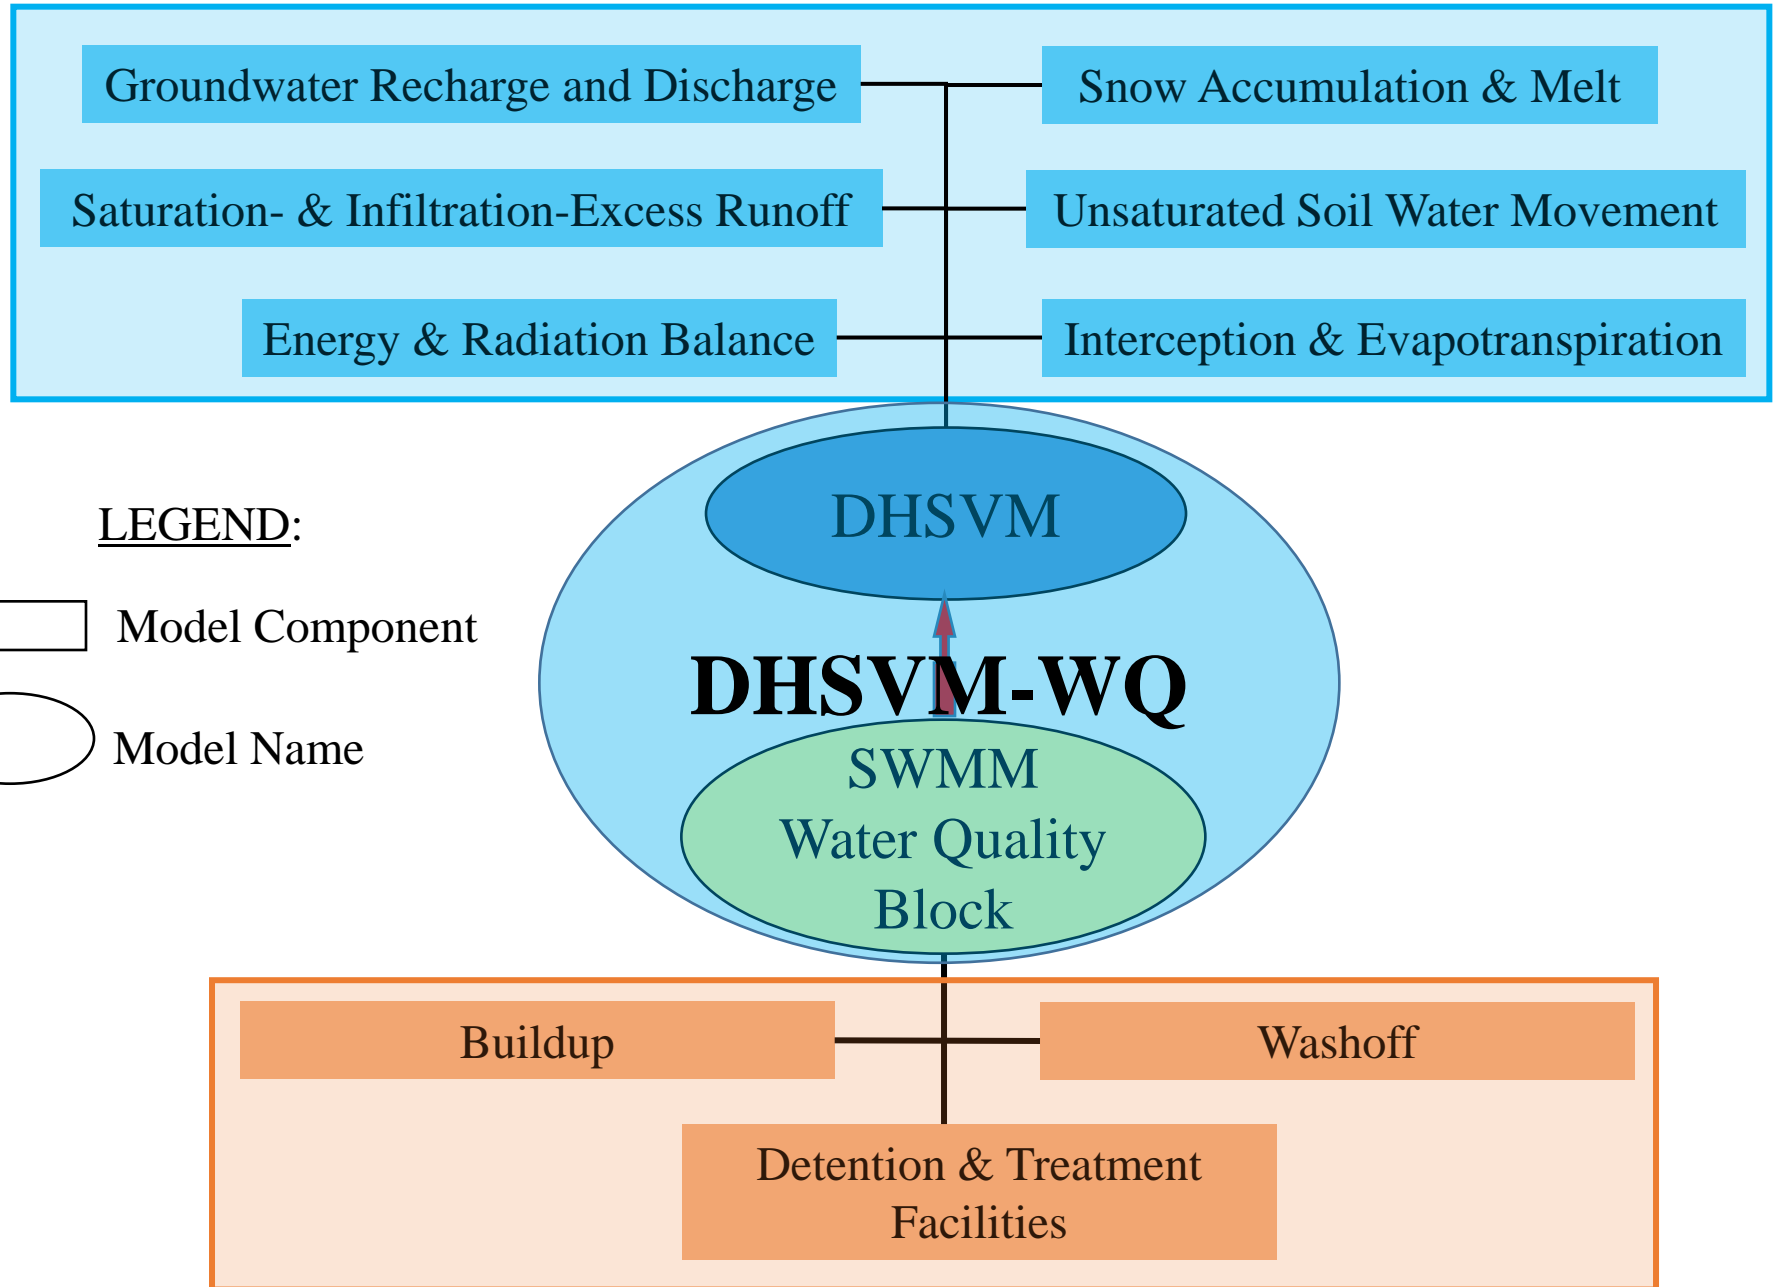 Groundwater Recharge and Discharge
Snow Accumulation & Melt
Saturation- & Infiltration-Excess Runoff
Unsaturated Soil Water Movement
Energy & Radiation Balance
Interception & Evapotranspiration
DHSVM
LEGEND:
Model Component
Model Name
DHSVM-WQ
SWMM
Water Quality
Block
Buildup
Washoff
Detention & Treatment
Facilities